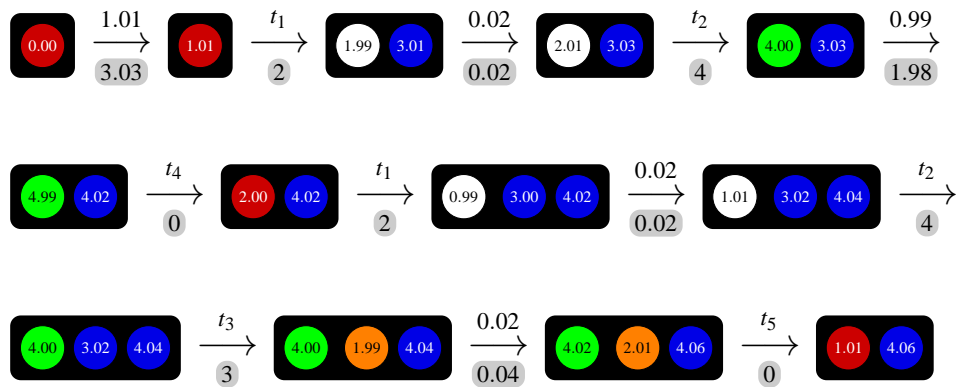 1.01 t₁ 0.02 t₂ 0.99
0.00 1.01 1.99 3.01 2.01 3.03 4.00 3.03
3.03 2 0.02 4 1.98
t₄ t₁ 0.02 t₂
4.99 4.02 2.00 4.02 0.99 3.00 4.02 1.01 3.02 4.04
0 2 0.02 4
t₃ 0.02 t₅
4.00 3.02 4.04 4.00 1.99 4.04 4.02 2.01 4.06 1.01 4.06
3 0.04 0